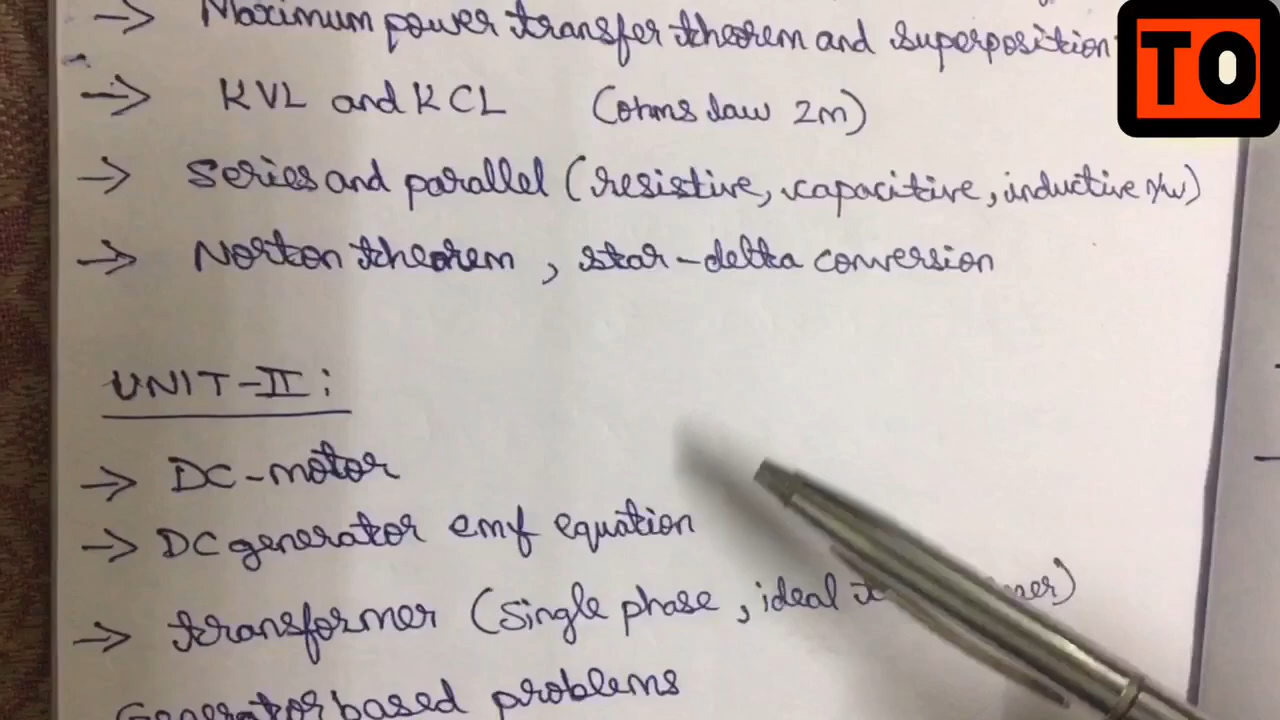 → Maximum power transfer theorem and superposition
TO
→ KVL and KCL (ohms law 2m)
→ series and parallel (resistive, capacitive, inductive n/w)
→ Norton theorem, star-delta conversion
UNIT-II:
→ DC-motor
→ DC generator emf equation
→ transformer (single phase, ideal
Generator based problems